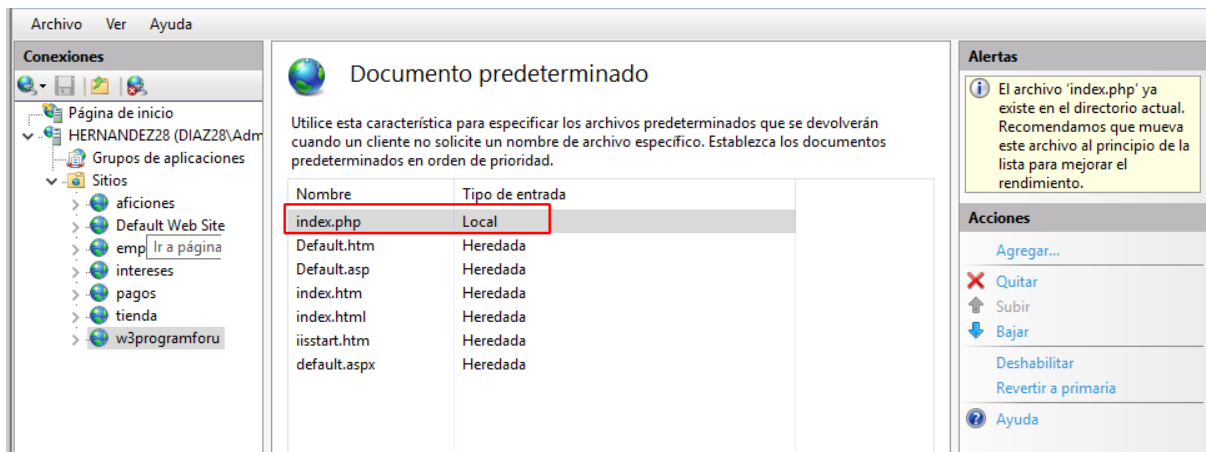 Archivo Ver Ayuda
Conexiones
Página de inicio
HERNANDEZ28 (DIAZ28\Adm
Grupos de aplicaciones
Sitios
aficiones
Default Web Site
emp Ir a página
intereses
pagos
tienda
w3programforu
Documento predeterminado
Utilice esta característica para especificar los archivos predeterminados que se devolverán
cuando un cliente no solicite un nombre de archivo específico. Establezca los documentos
predeterminados en orden de prioridad.
Nombre Tipo de entrada
index.php Local
Default.htm Heredada
Default.asp Heredada
index.htm Heredada
index.html Heredada
iisstart.htm Heredada
default.aspx Heredada
Alertas
El archivo 'index.php' ya
existe en el directorio actual.
Recomendamos que mueva
este archivo al principio de la
lista para mejorar el
rendimiento.
Acciones
Agregar...
Quitar
Subir
Bajar
Deshabilitar
Revertir a primaria
Ayuda